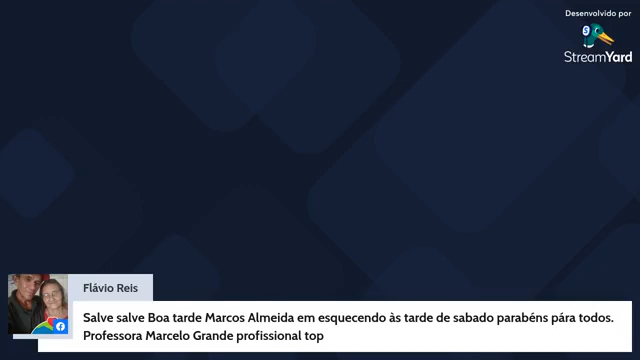 Desenvolvido por
StreamYard
Flávio Reis
Salve salve Boa tarde Marcos Almeida em esquecendo às tarde de sabado parabéns pára todos.
Professora Marcelo Grande profissional top